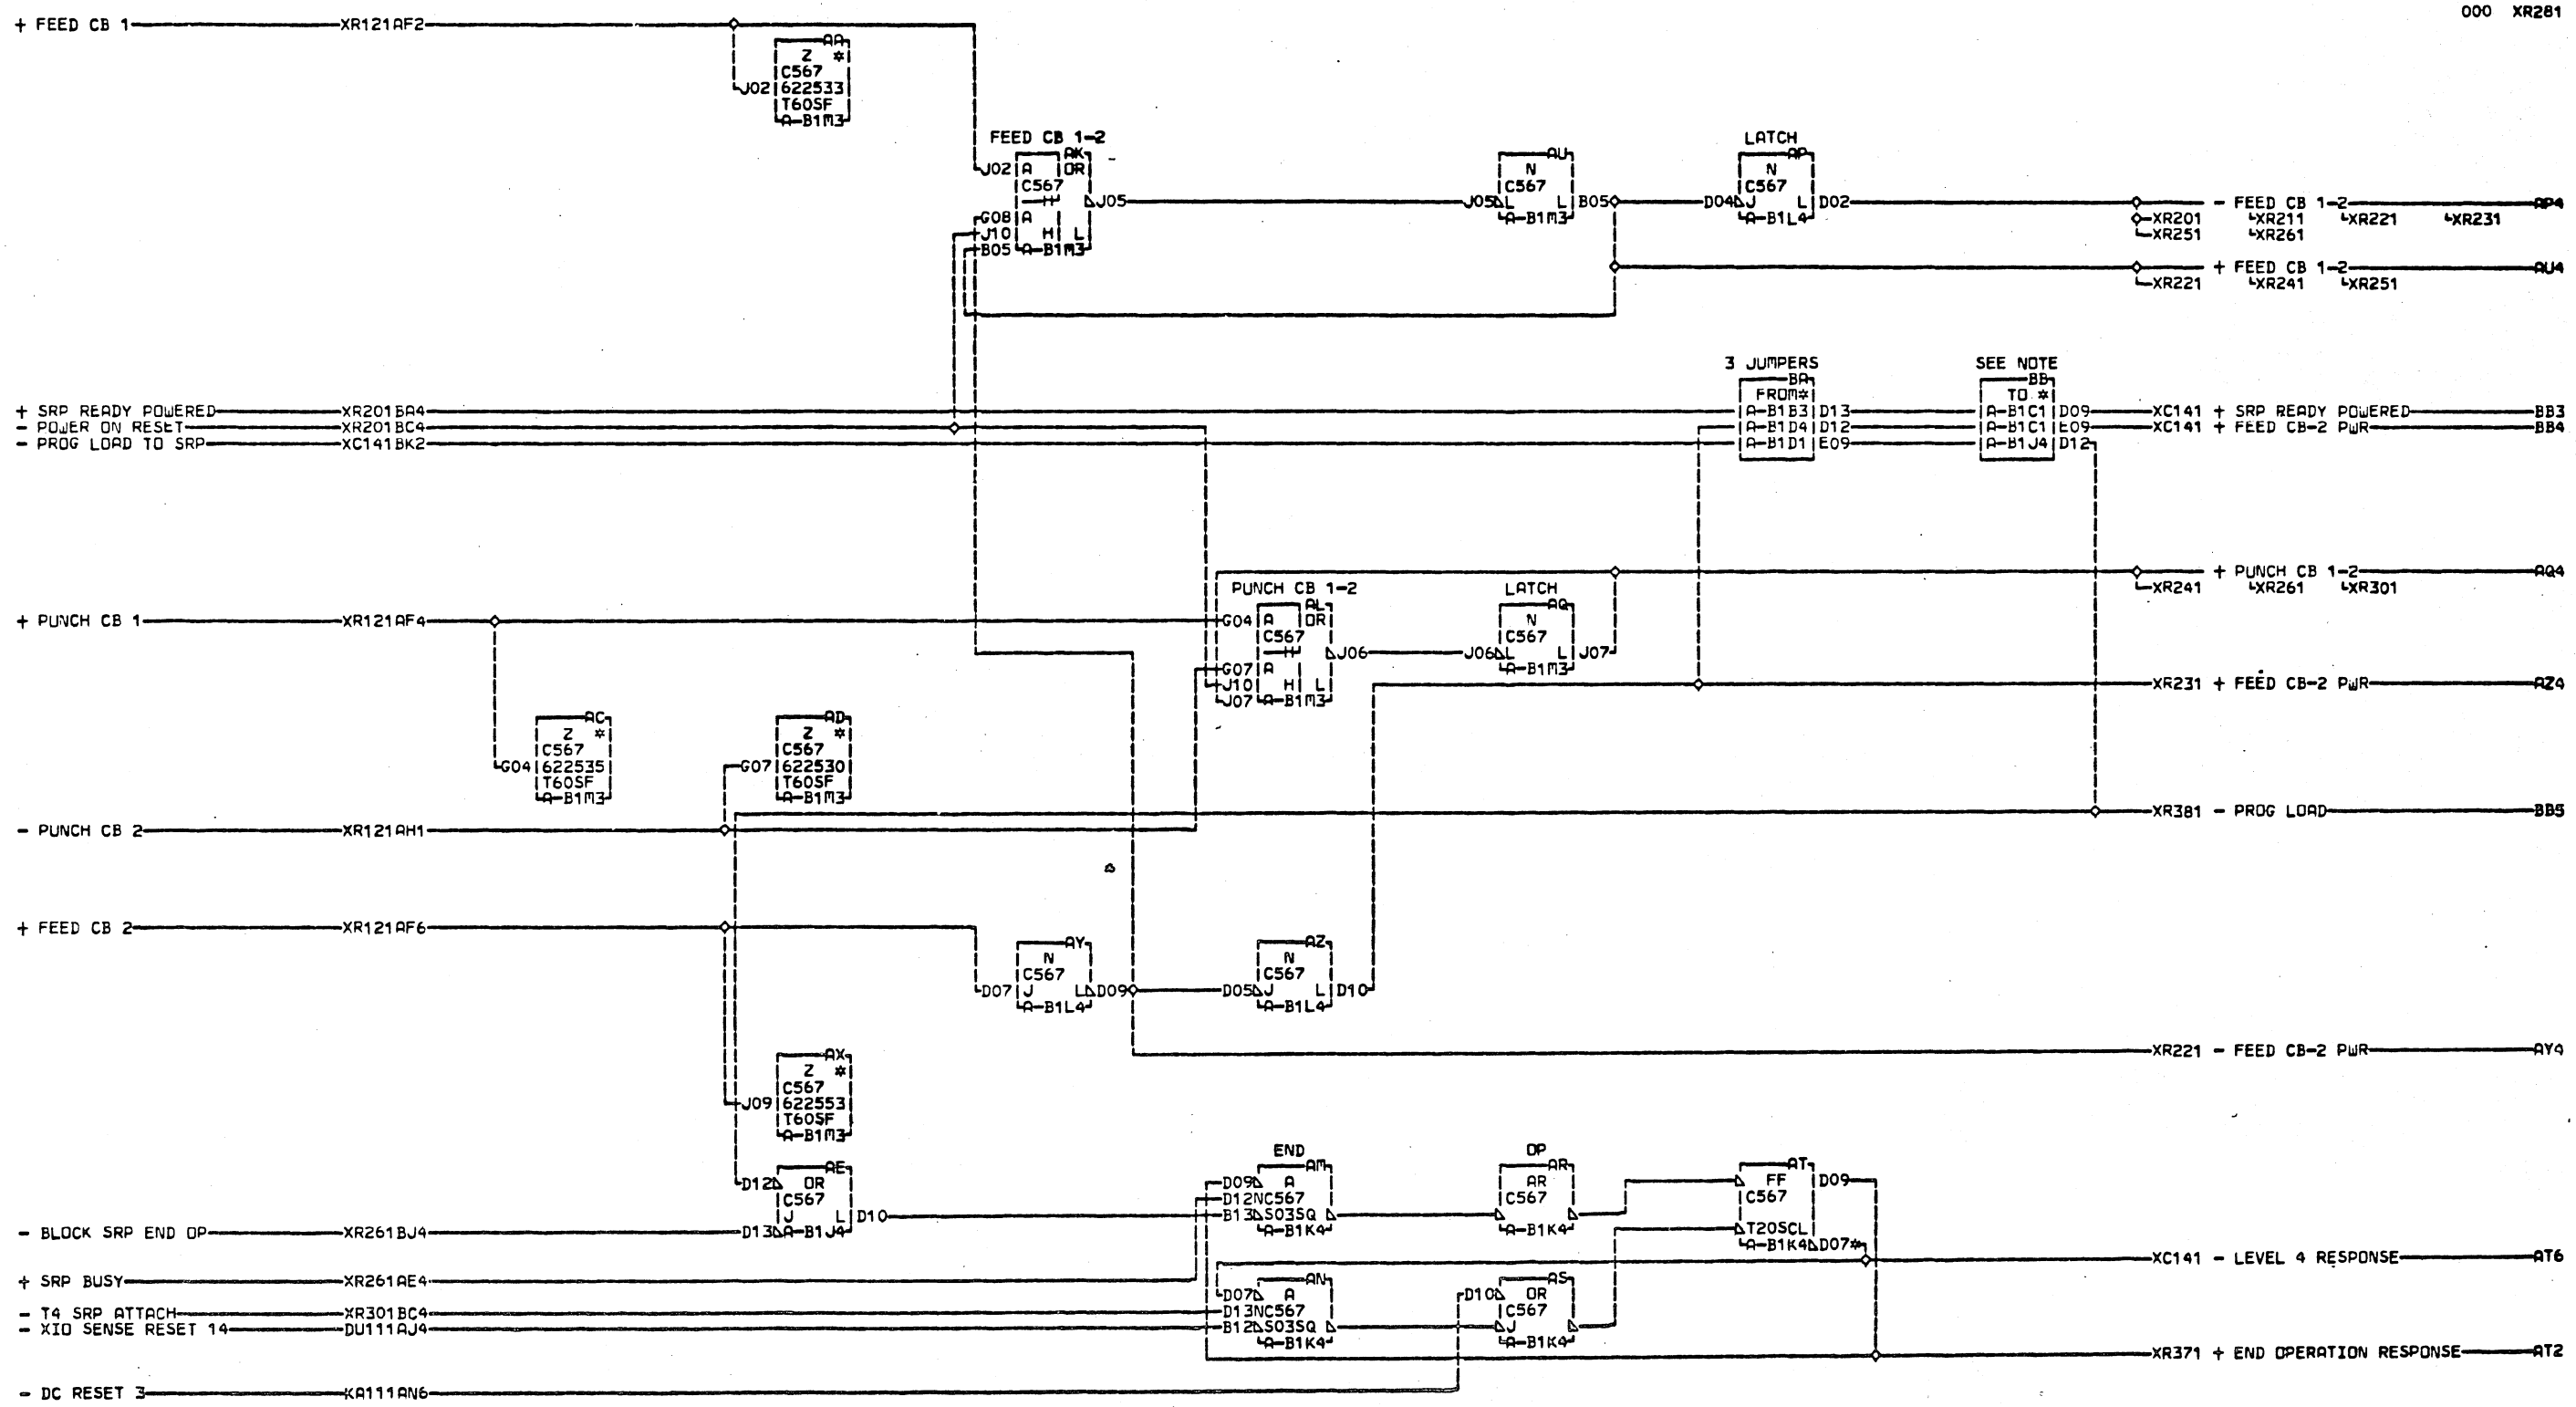 000 XR281
+ FEED CB 1 XR121AF2
AA
Z *
C567
J02 622533
T60SF
A-B1M3
FEED CB 1-2
AK
J02 A OR
C567
H J05
G08 A
J10 H L
B05 A-B1M3
AU
N
C567
J05 L L B05
A-B1M3
LATCH
AP
N
C567
D04 J L D02
A-B1L4
- FEED CB 1-2 AP4
XR201 XR211 XR221 XR231
XR251 XR261
+ FEED CB 1-2 AU4
XR221 XR241 XR251
3 JUMPERS
BA
FROM*
A-B1B3 D13
A-B1D4 D12
A-B1D1 E09
SEE NOTE
BB
TO *
A-B1C1 D09
A-B1C1 E09
A-B1J4 D12
+ SRP READY POWERED XR201BA4
XC141 + SRP READY POWERED BB3
- POWER ON RESET XR201BC4
XC141 + FEED CB-2 PWR BB4
- PROG LOAD TO SRP XC141BK2
+ PUNCH CB 1-2 AQ4
XR241 XR261 XR301
+ PUNCH CB 1 XR121AF4
PUNCH CB 1-2
AL
G04 A OR
C567
H J06
G07 A
J10 H L
J07 A-B1M3
LATCH
AQ
N
C567
J06 L L J07
A-B1M3
XR231 + FEED CB-2 PWR AZ4
AC
Z *
C567
G04 622535
T60SF
A-B1M3
AD
Z *
C567
G07 622530
T60SF
A-B1M3
XR381 - PROG LOAD BB5
- PUNCH CB 2 XR121AH1
+ FEED CB 2 XR121AF6
AY
N
C567
D07 J L D09
A-B1L4
AZ
N
C567
D05 J L D10
A-B1L4
XR221 - FEED CB-2 PWR AY4
AX
Z *
C567
J09 622553
T60SF
A-B1M3
AE
D12 OR
C567
J L D10
D13 A-B1J4
END
AM
D09 A
D12NC567
B13 S03SQ
A-B1K4
OP
AR
AR
C567
A-B1K4
AT
FF D09
C567
T20SCL
A-B1K4 D07*
- BLOCK SRP END OP XR261BJ4
XC141 - LEVEL 4 RESPONSE AT6
+ SRP BUSY XR261AE4
- T4 SRP ATTACH XR301BC4
- XIO SENSE RESET 14 DU111AJ4
AN
D07 A
D13NC567
B12 S03SQ
A-B1K4
AS
D10 OR
C567
J
A-B1K4
XR371 + END OPERATION RESPONSE AT2
- DC RESET 3 KA111AN6